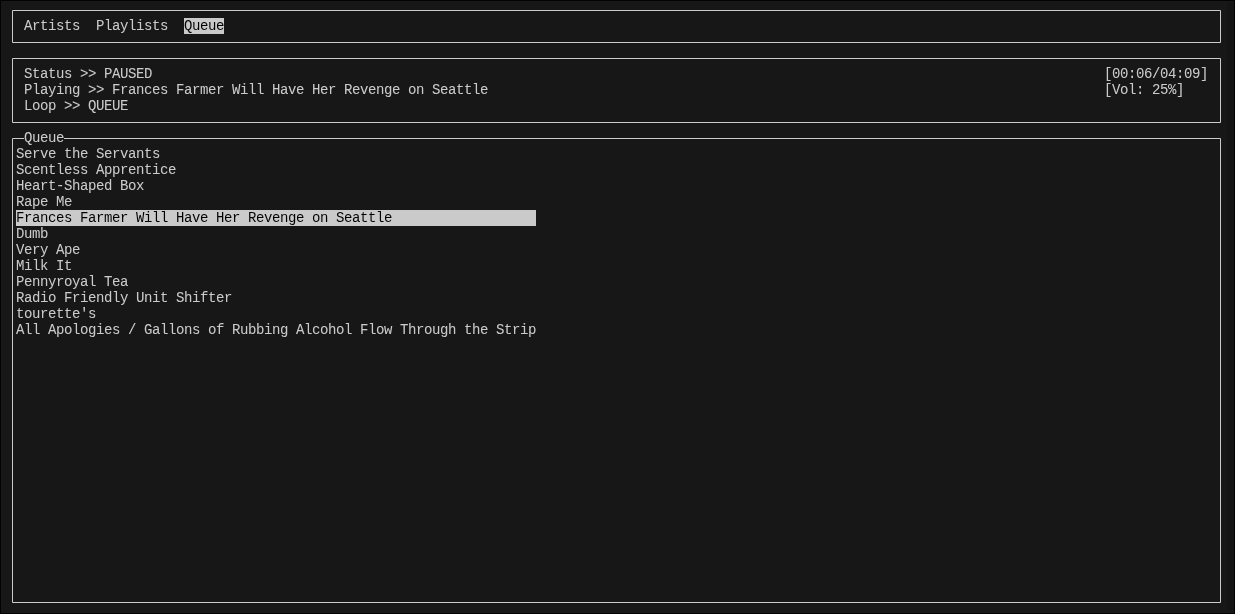 Artists  Playlists  Queue
Status >> PAUSED [00:06/04:09]
Playing >> Frances Farmer Will Have Her Revenge on Seattle [Vol: 25%]
Loop >> QUEUE
Queue
Serve the Servants
Scentless Apprentice
Heart-Shaped Box
Rape Me
Frances Farmer Will Have Her Revenge on Seattle
Dumb
Very Ape
Milk It
Pennyroyal Tea
Radio Friendly Unit Shifter
tourette's
All Apologies / Gallons of Rubbing Alcohol Flow Through the Strip